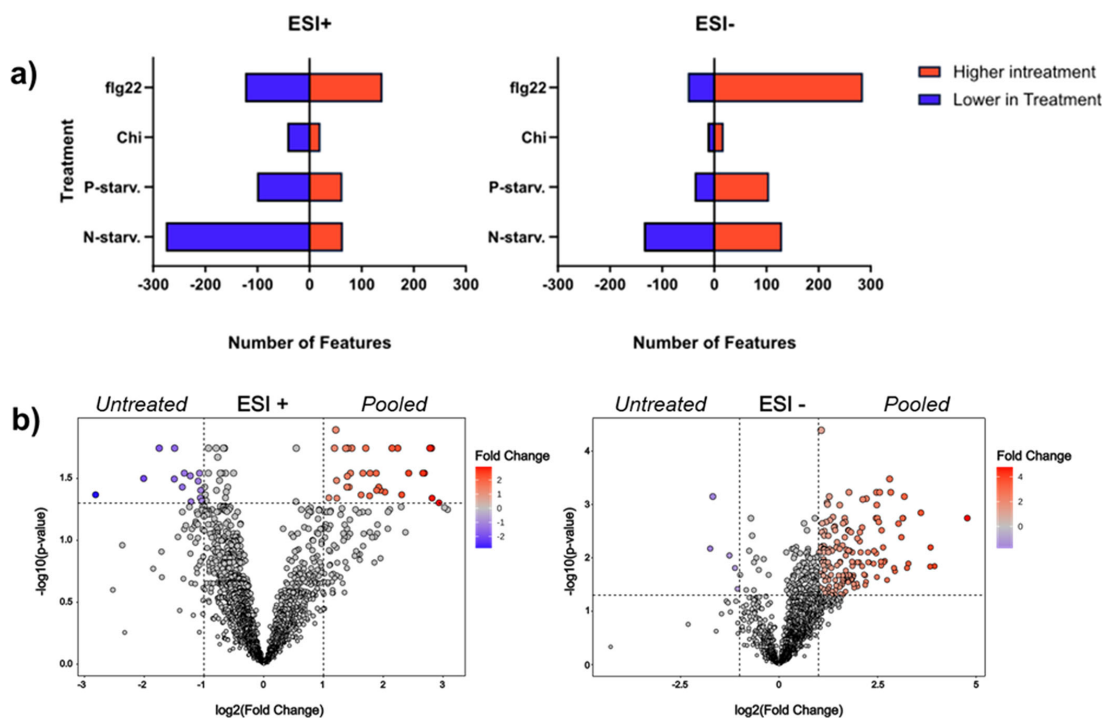 ESI+
ESI-
a)
flg22
Chi
P-starv.
N-starv.
Treatment
-300 -200 -100 0 100 200 300
Number of Features
flg22
Chi
P-starv.
N-starv.
-300 -200 -100 0 100 200 300
Number of Features
Higher intreatment
Lower in Treatment
b)
Untreated ESI + Pooled
-log10(p-value)
1.5
1.0
0.5
0.0
-3 -2 -1 0 1 2 3
log2(Fold Change)
Fold Change
2
1
0
-1
-2
Untreated ESI - Pooled
-log10(p-value)
4
3
2
1
0
-2.5 0 2.5 5
log2(Fold Change)
Fold Change
4
2
0